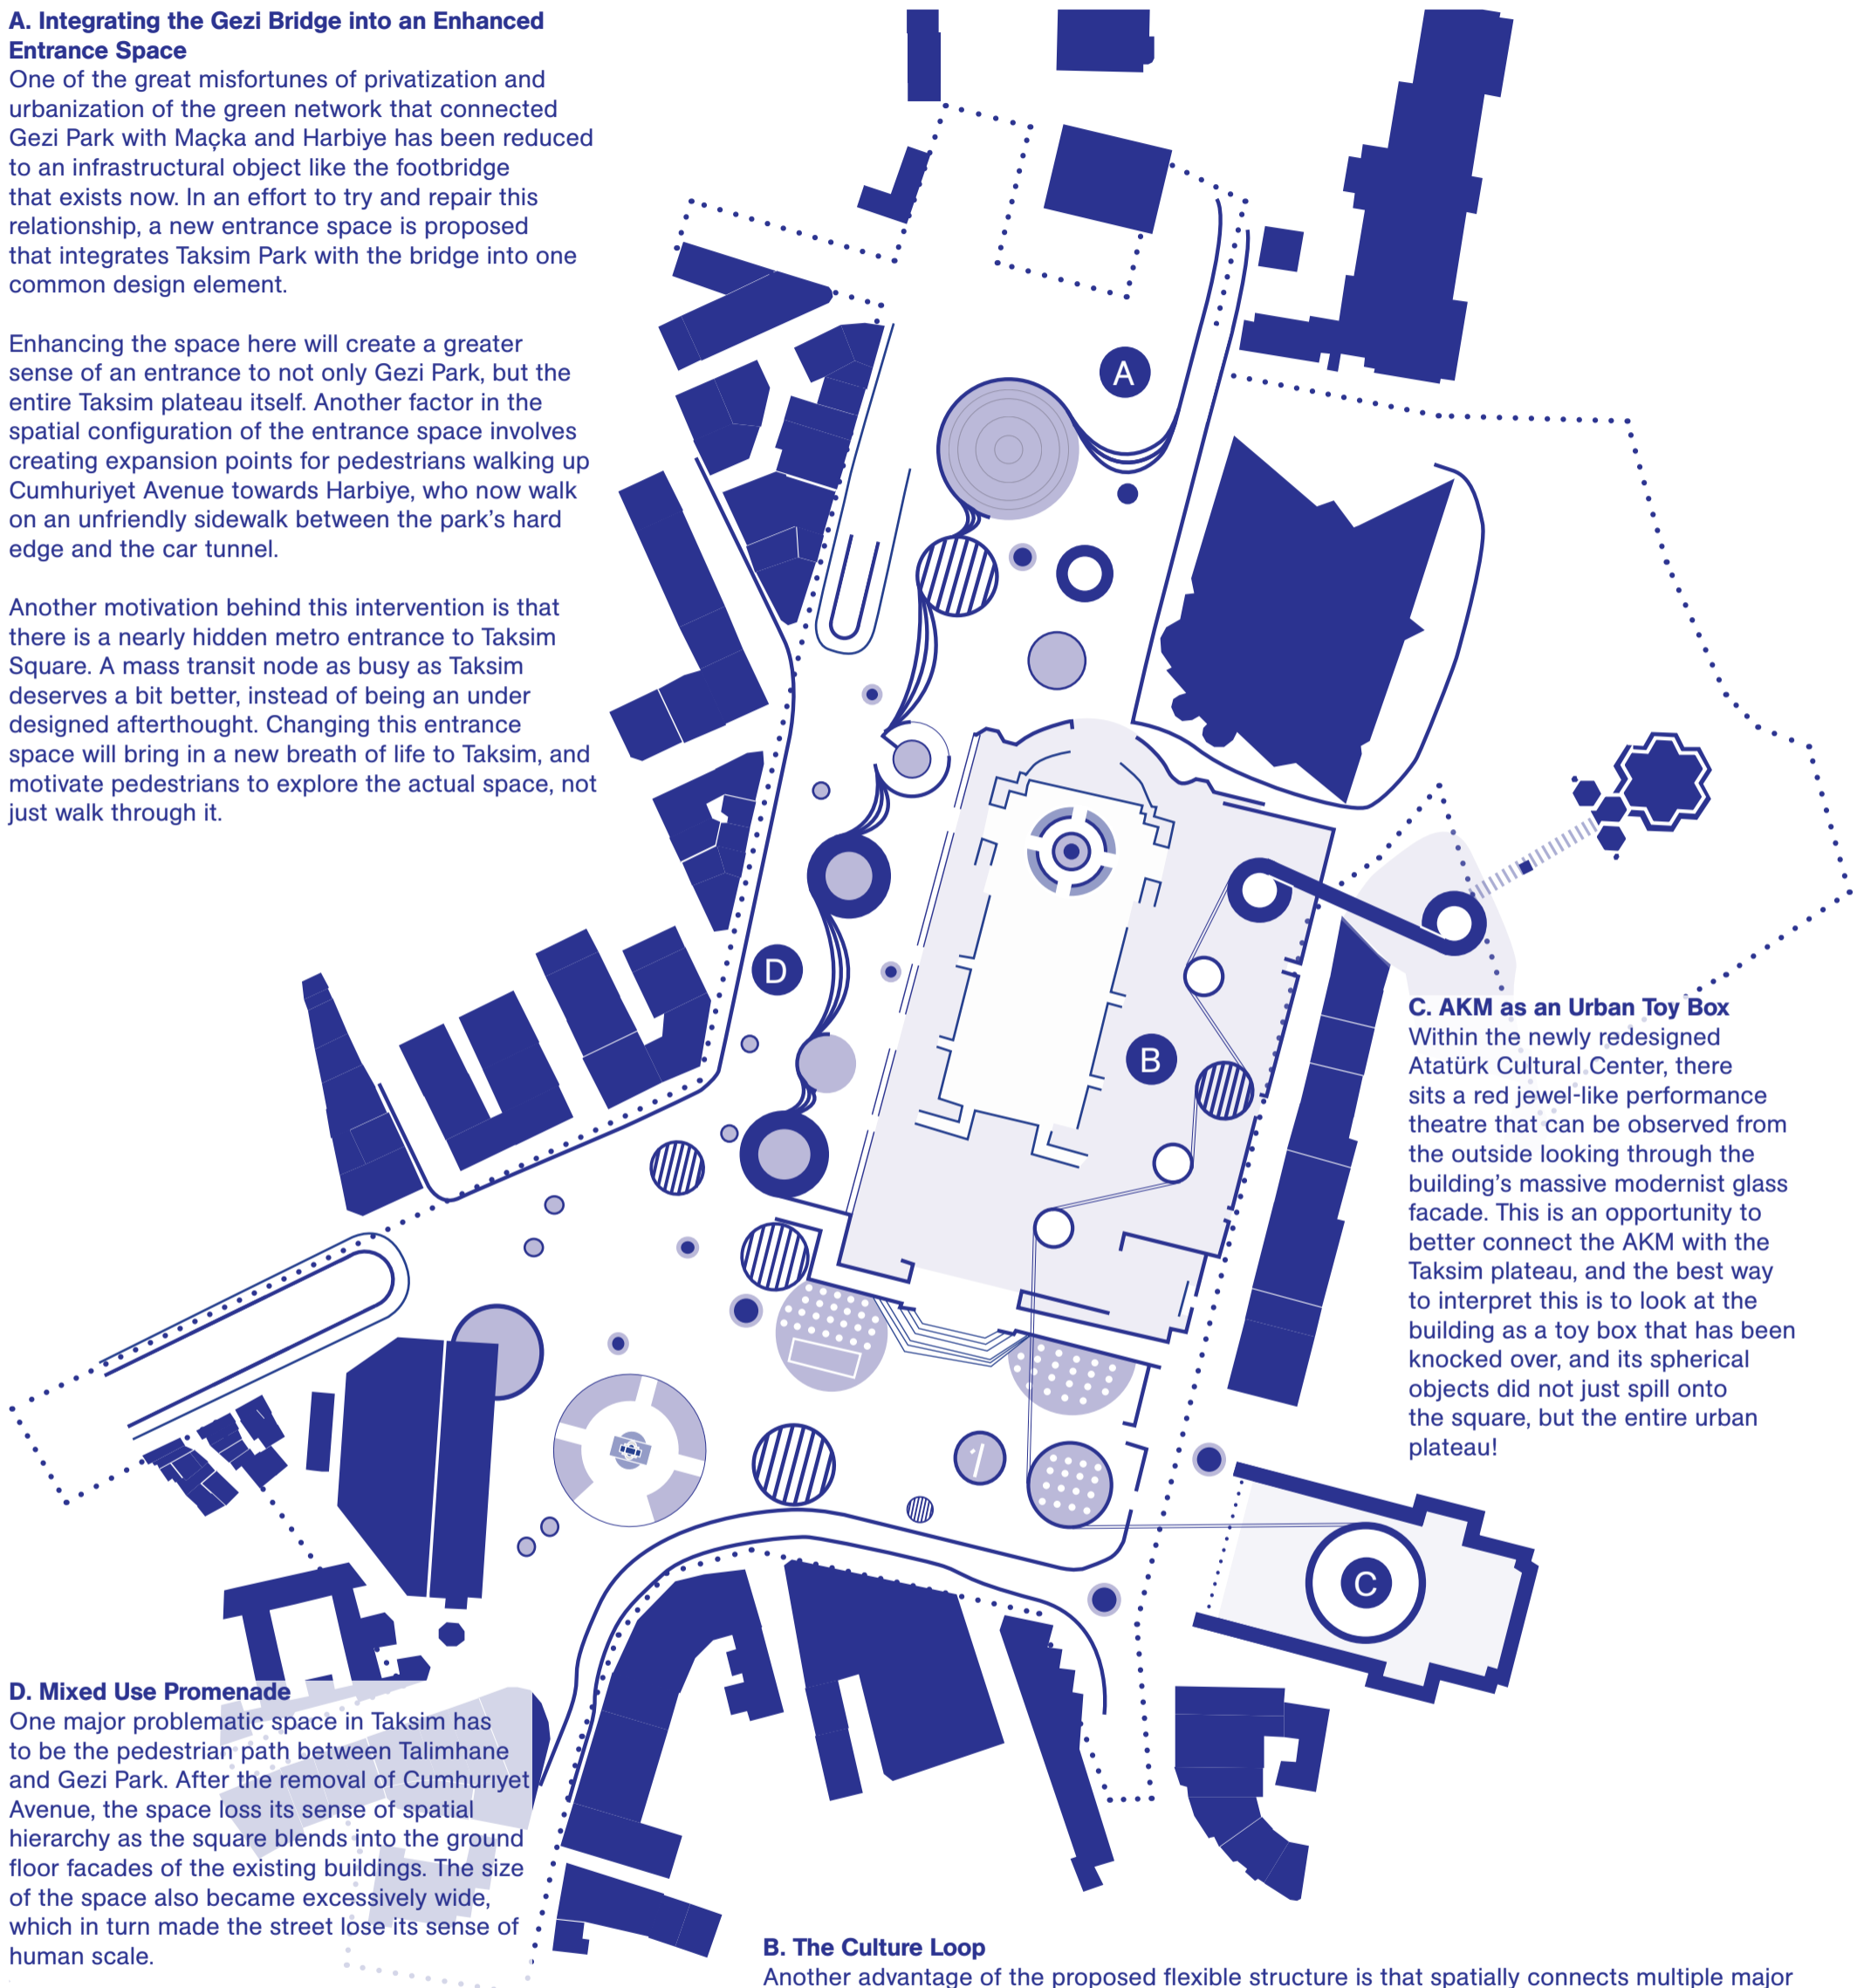 A. Integrating the Gezi Bridge into an Enhanced
Entrance Space
One of the great misfortunes of privatization and
urbanization of the green network that connected
Gezi Park with Maçka and Harbiye has been reduced
to an infrastructural object like the footbridge
that exists now. In an effort to try and repair this
relationship, a new entrance space is proposed
that integrates Taksim Park with the bridge into one
common design element.
Enhancing the space here will create a greater
sense of an entrance to not only Gezi Park, but the
entire Taksim plateau itself. Another factor in the
spatial configuration of the entrance space involves
creating expansion points for pedestrians walking up
Cumhuriyet Avenue towards Harbiye, who now walk
on an unfriendly sidewalk between the park's hard
edge and the car tunnel.
Another motivation behind this intervention is that
there is a nearly hidden metro entrance to Taksim
Square. A mass transit node as busy as Taksim
deserves a bit better, instead of being an under
designed afterthought. Changing this entrance
space will bring in a new breath of life to Taksim, and
motivate pedestrians to explore the actual space, not
just walk through it.
A
D
B
C. AKM as an Urban Toy Box
Within the newly redesigned
Atatürk Cultural Center, there
sits a red jewel-like performance
theatre that can be observed from
the outside looking through the
building's massive modernist glass
facade. This is an opportunity to
better connect the AKM with the
Taksim plateau, and the best way
to interpret this is to look at the
building as a toy box that has been
knocked over, and its spherical
objects did not just spill onto
the square, but the entire urban
plateau!
C
D. Mixed Use Promenade
One major problematic space in Taksim has
to be the pedestrian path between Talimhane
and Gezi Park. After the removal of Cumhurıyet
Avenue, the space loss its sense of spatial
hierarchy as the square blends into the ground
floor facades of the existing buildings. The size
of the space also became excessively wide,
which in turn made the street lose its sense of
human scale.
B. The Culture Loop
Another advantage of the proposed flexible structure is that spatially connects multiple major